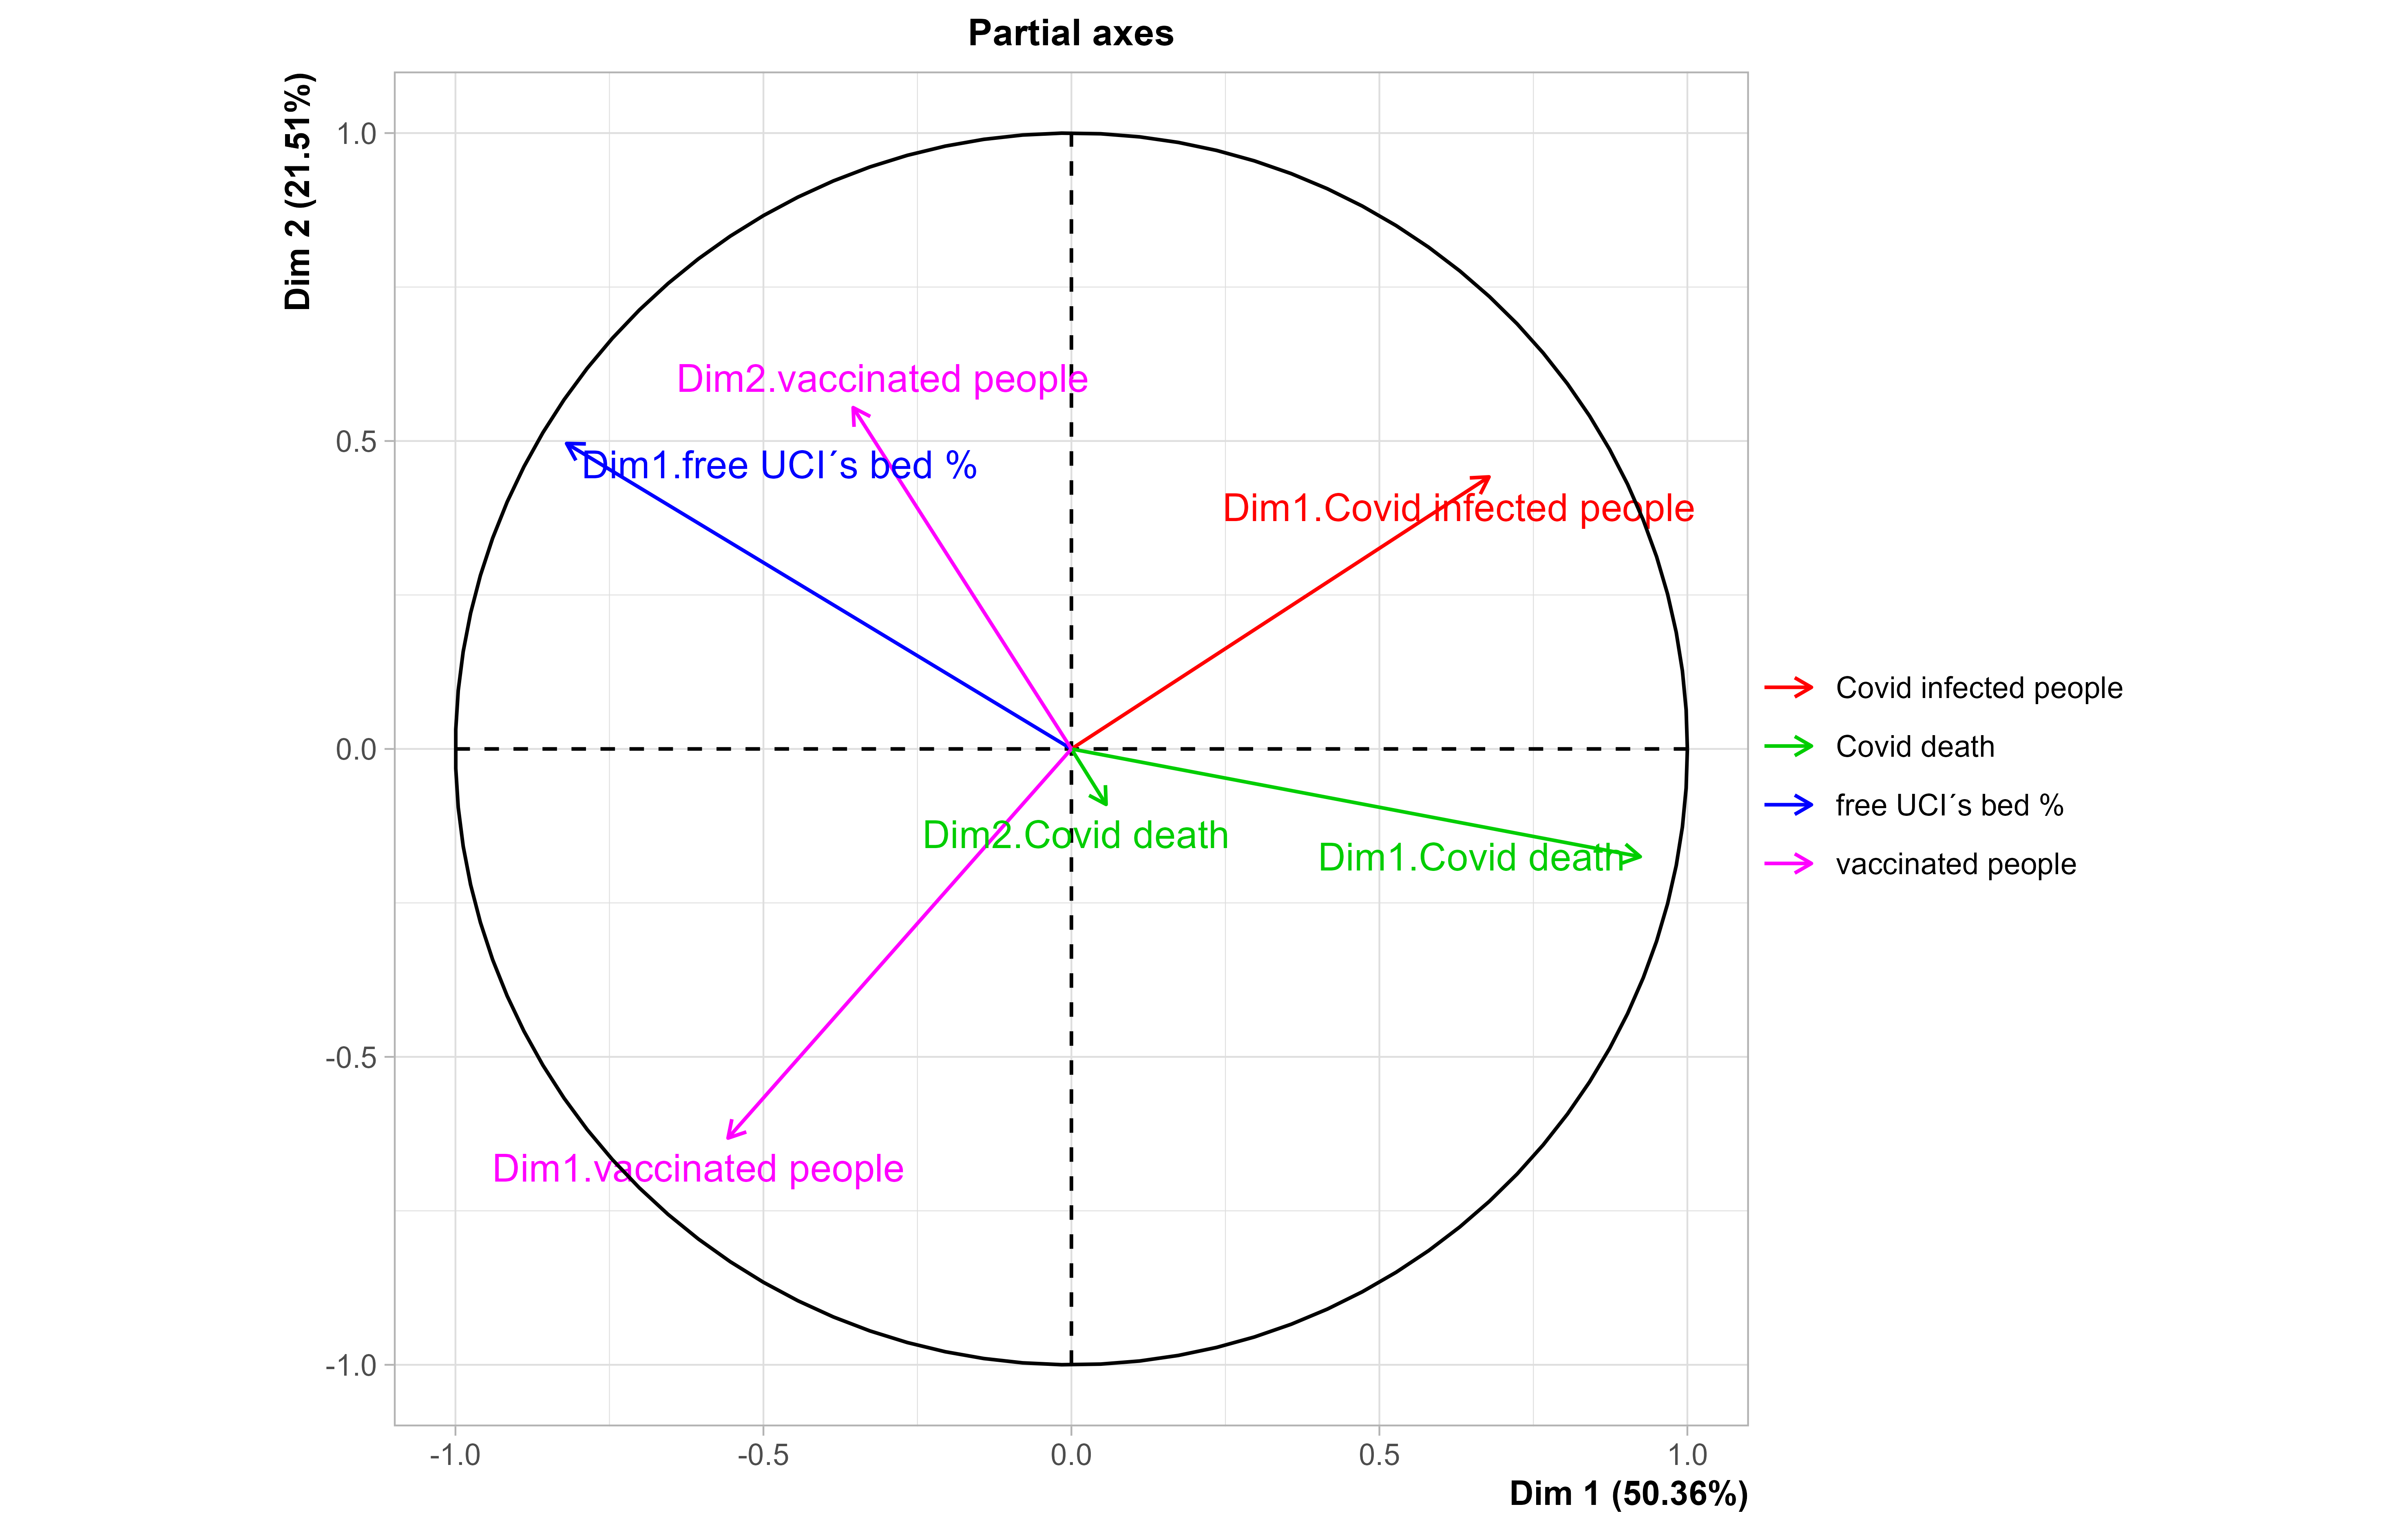 Partial axes
Dim 2 (21.51%)
1.0
0.5
0.0
-0.5
-1.0
Dim2.vaccinated people
Dim1.free UCI´s bed %
Dim1.Covid infected people
Dim2.Covid death
Dim1.Covid death
Dim1.vaccinated people
Covid infected people
Covid death
free UCI´s bed %
vaccinated people
-1.0 -0.5 0.0 0.5 1.0
Dim 1 (50.36%)